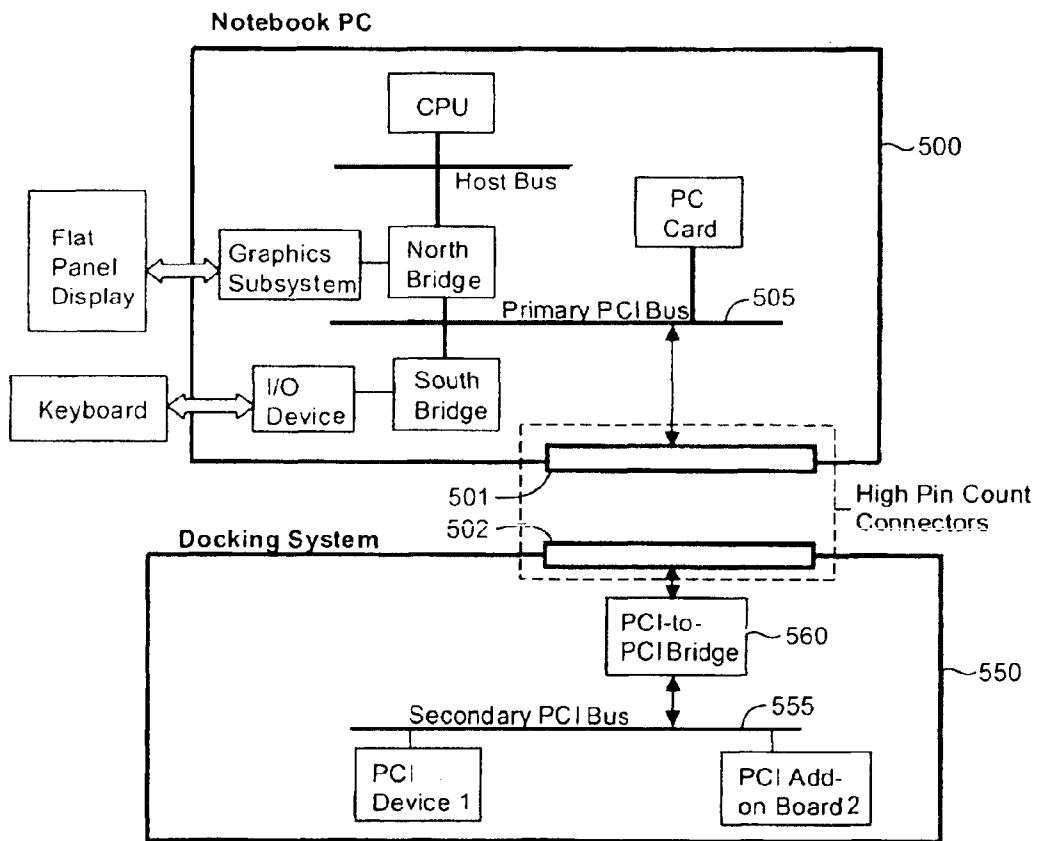 Notebook PC
CPU
500
Host Bus
PC
Card
Flat
Panel
Display
Graphics
Subsystem
North
Bridge
Primary PCI Bus
505
Keyboard
I/O
Device
South
Bridge
501
High Pin Count
Connectors
502
Docking System
PCI-to-
PCI Bridge
560
550
Secondary PCI Bus
555
PCI
Device 1
PCI Add-
on Board 2